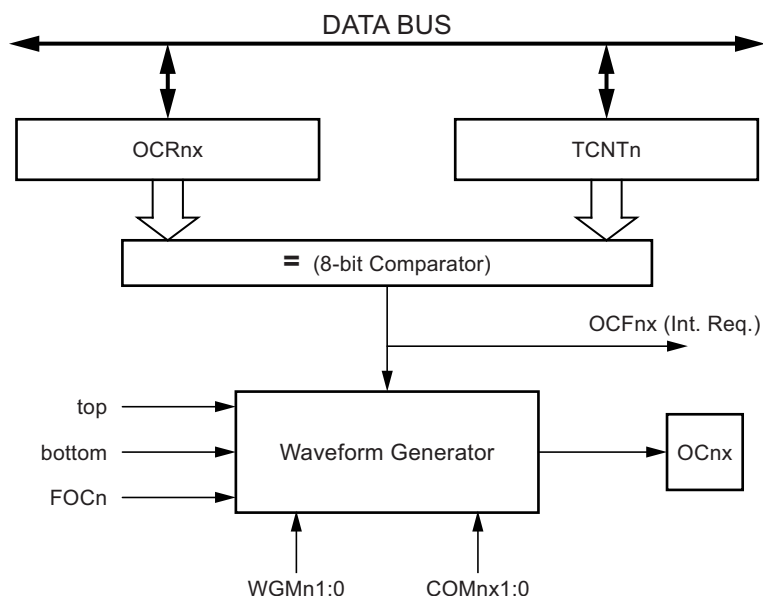 DATA BUS
OCRnx
TCNTn
= (8-bit Comparator)
OCFnx (Int. Req.)
top
bottom
FOCn
Waveform Generator
OCnx
WGMn1:0
COMnx1:0